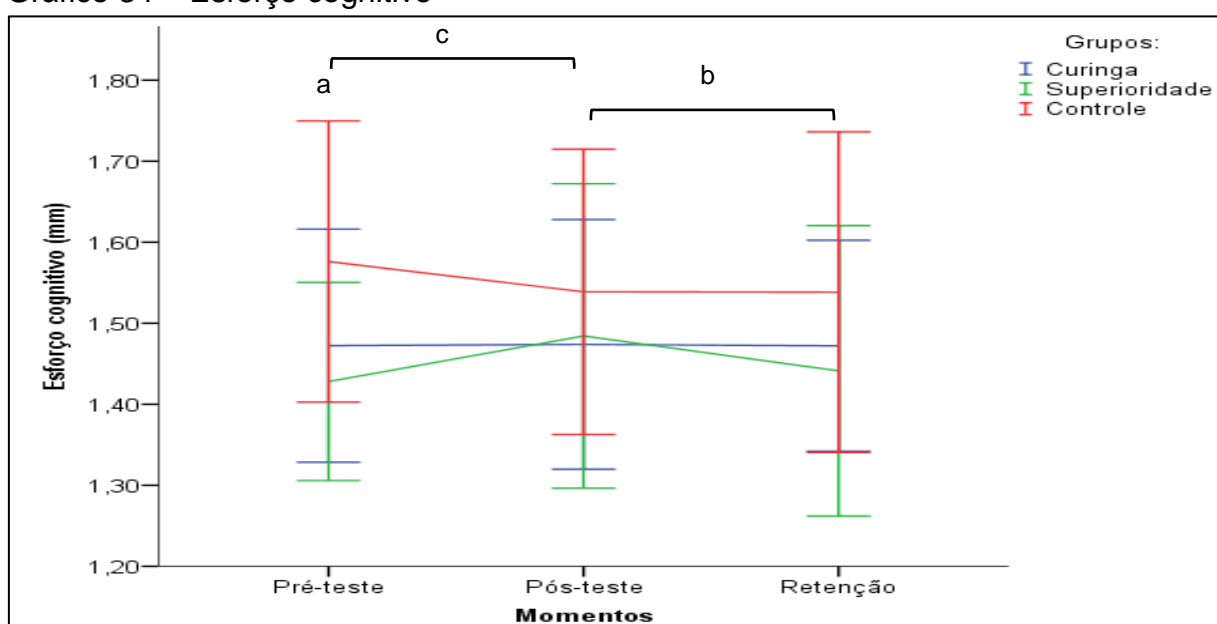 c
Grupos:
Curinga
Superioridade
Controle
1,80
a
b
1,70
1,60
1,50
1,40
1,30
1,20
Esforço cognitivo (mm)
Pré-teste
Pós-teste
Retenção
Momentos